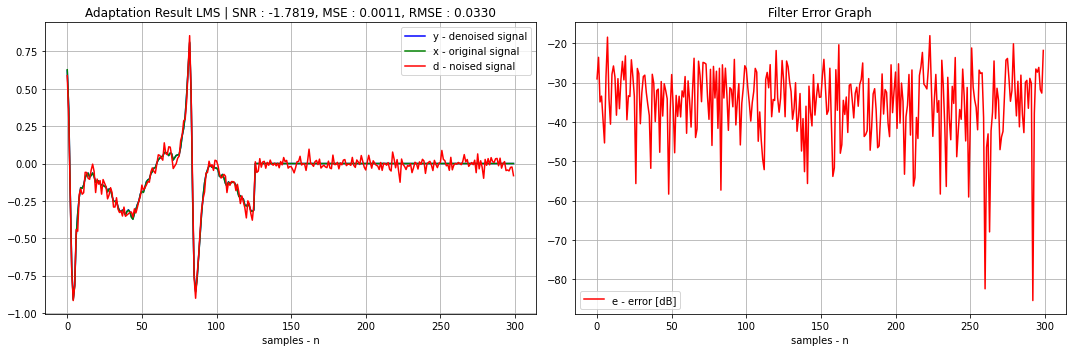 Adaptation Result LMS | SNR : -1.7819, MSE : 0.0011, RMSE : 0.0330
y - denoised signal
x - original signal
d - noised signal
0.75
0.50
0.25
0.00
−0.25
−0.50
−0.75
−1.00
0 50 100 150 200 250 300
samples - n
Filter Error Graph
−20
−30
−40
−50
−60
−70
−80
e - error [dB]
0 50 100 150 200 250 300
samples - n